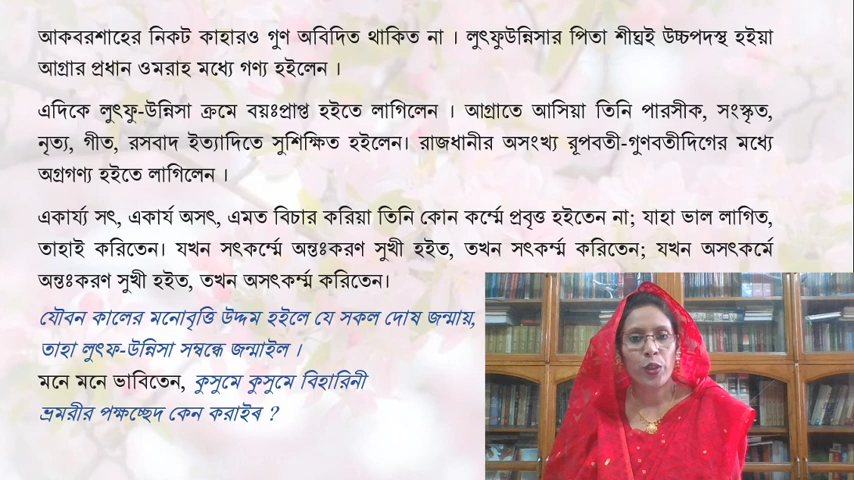 আকবরশাহের নিকট কাহারও গুণ অবিদিত থাকিত না । লুৎফুউন্নিসার পিতা শীঘ্রই উচ্চপদস্থ হইয়া
আগ্রার প্রধান ওমরাহ মধ্যে গণ্য হইলেন ।
এদিকে লুৎফু-উন্নিসা ক্রমে বয়ঃপ্রাপ্ত হইতে লাগিলেন । আগ্রাতে আসিয়া তিনি পারসীক, সংস্কৃত,
নৃত্য, গীত, রসবাদ ইত্যাদিতে সুশিক্ষিত হইলেন। রাজধানীর অসংখ্য রূপবতী-গুণবতীদিগের মধ্যে
অগ্রগণ্য হইতে লাগিলেন ।
একার্য্য সৎ, একার্য অসৎ, এমত বিচার করিয়া তিনি কোন কর্ম্মে প্রবৃত্ত হইতেন না; যাহা ভাল লাগিত,
তাহাই করিতেন। যখন সৎকর্ম্মে অন্তঃকরণ সুখী হইত, তখন সৎকর্ম্ম করিতেন; যখন অসৎকর্মে
অন্তঃকরণ সুখী হইত, তখন অসৎকর্ম্ম করিতেন।
যৌবন কালের মনোবৃত্তি উদ্দম হইলে যে সকল দোষ জন্মায়,
তাহা লুৎফ-উন্নিসা সম্বন্ধে জন্মাইল ।
মনে মনে ভাবিতেন, কুসুমে কুসুমে বিহারিনী
ভ্রমরীর পক্ষচ্ছেদ কেন করাইব ?